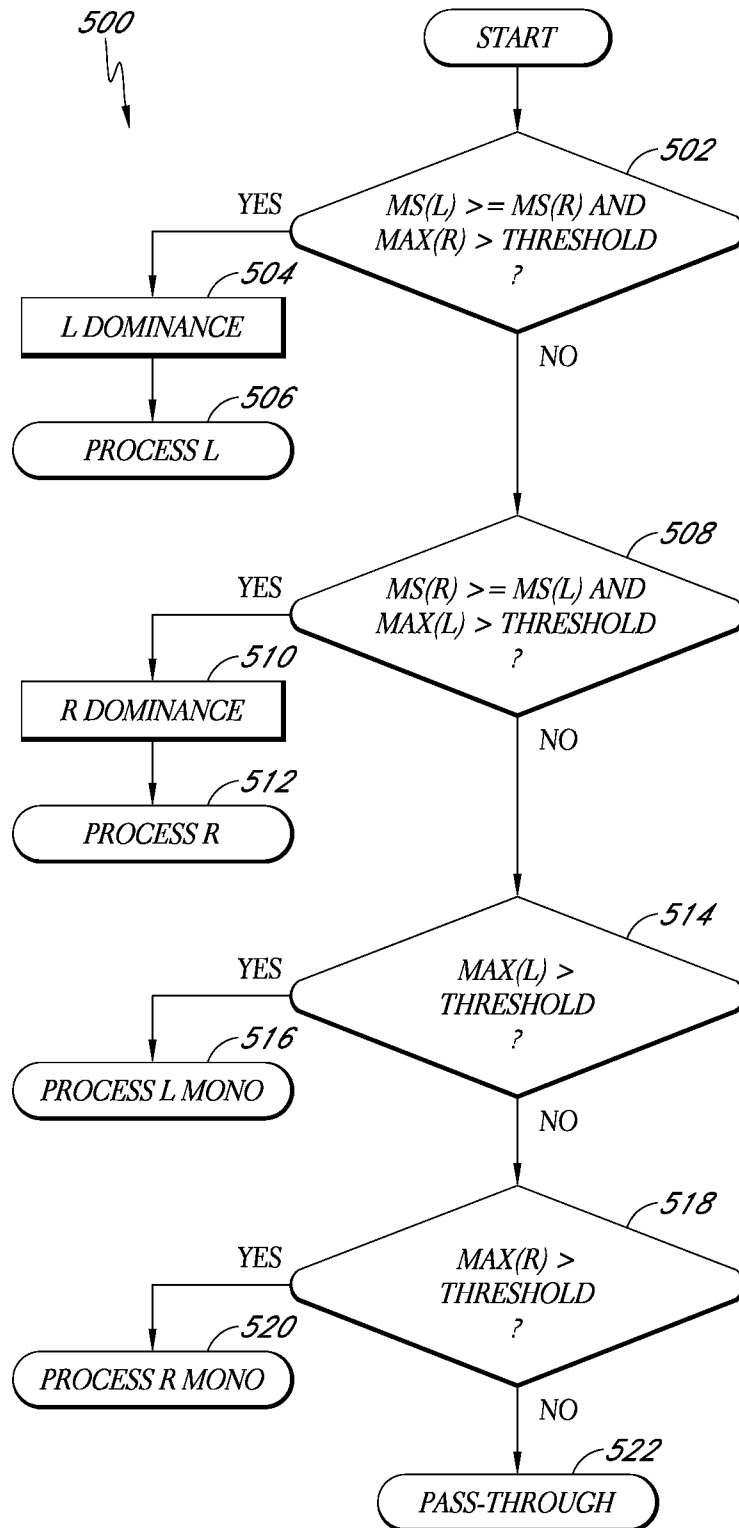 500
START
502
YES
MS(L) >= MS(R) AND
MAX(R) > THRESHOLD
?
504
L DOMINANCE
NO
506
PROCESS L
508
YES
MS(R) >= MS(L) AND
MAX(L) > THRESHOLD
?
510
R DOMINANCE
NO
512
PROCESS R
514
YES
MAX(L) >
THRESHOLD
?
516
PROCESS L MONO
NO
518
YES
MAX(R) >
THRESHOLD
?
520
PROCESS R MONO
NO
522
PASS-THROUGH